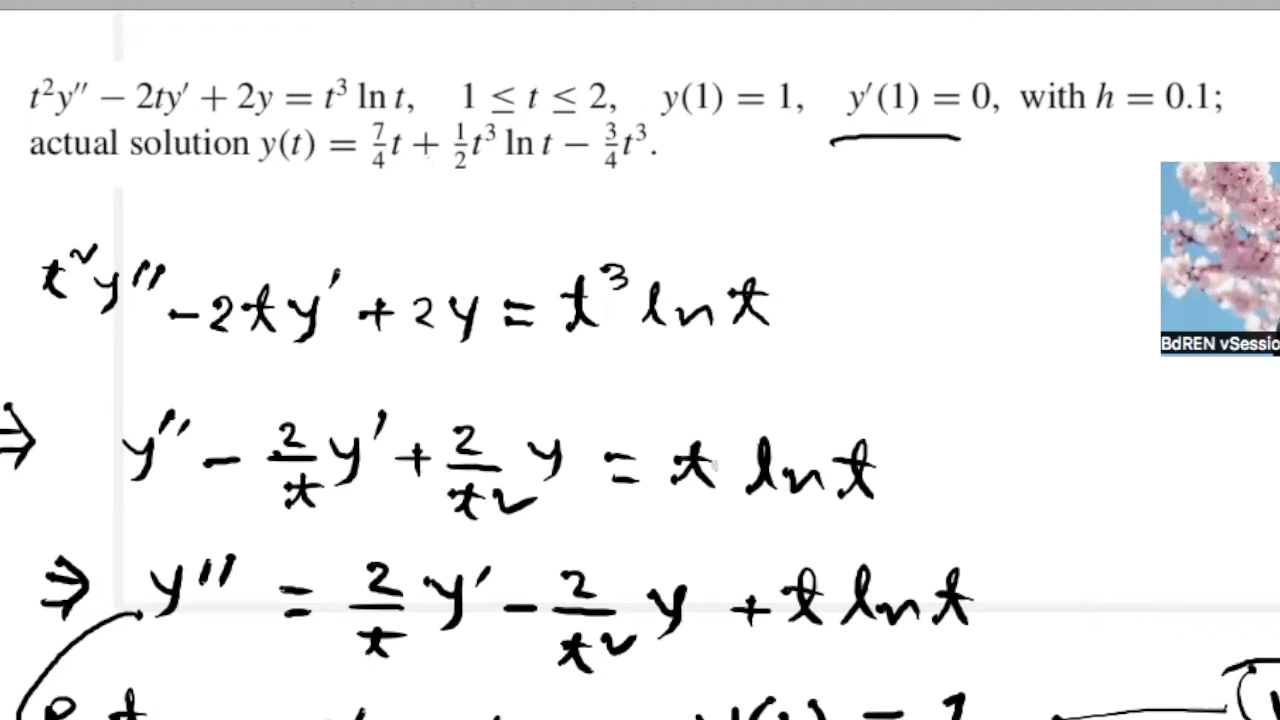 t²y″ − 2ty′ + 2y = t³ ln t, 1 ≤ t ≤ 2, y(1) = 1, y′(1) = 0, with h = 0.1;
actual solution y(t) = 7/4 t + 1/2 t³ ln t − 3/4 t³.
BdREN vSessio
t²y″ − 2ty′ + 2y = t³ ln t
⇒ y″ − 2/t y′ + 2/t² y = t ln t
⇒ y″ = 2/t y′ − 2/t² y + t ln t